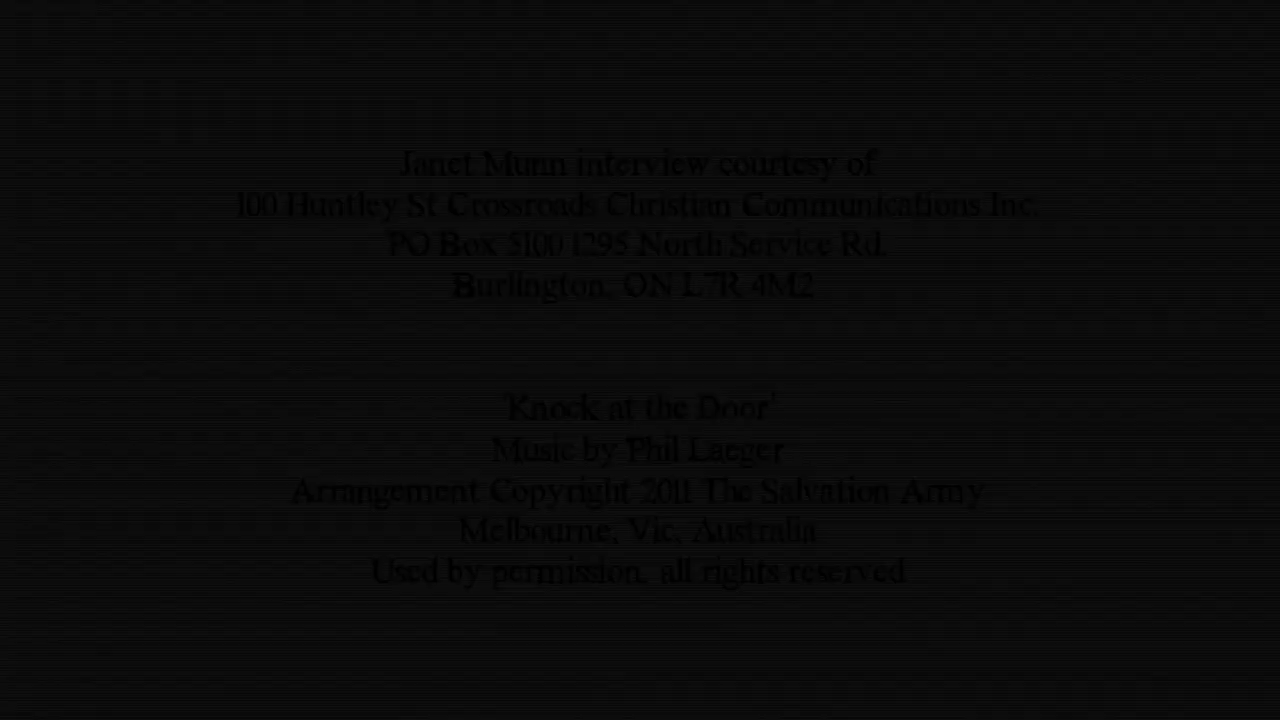 Janet Munn interview courtesy of
100 Huntley St Crossroads Christian Communications Inc.
PO Box 5100 1295 North Service Rd.
Burlington, ON L7R 4M2
'Knock at the Door'
Music by Phil Laeger
Arrangement Copyright 2011 The Salvation Army
Melbourne, Vic, Australia
Used by permission, all rights reserved